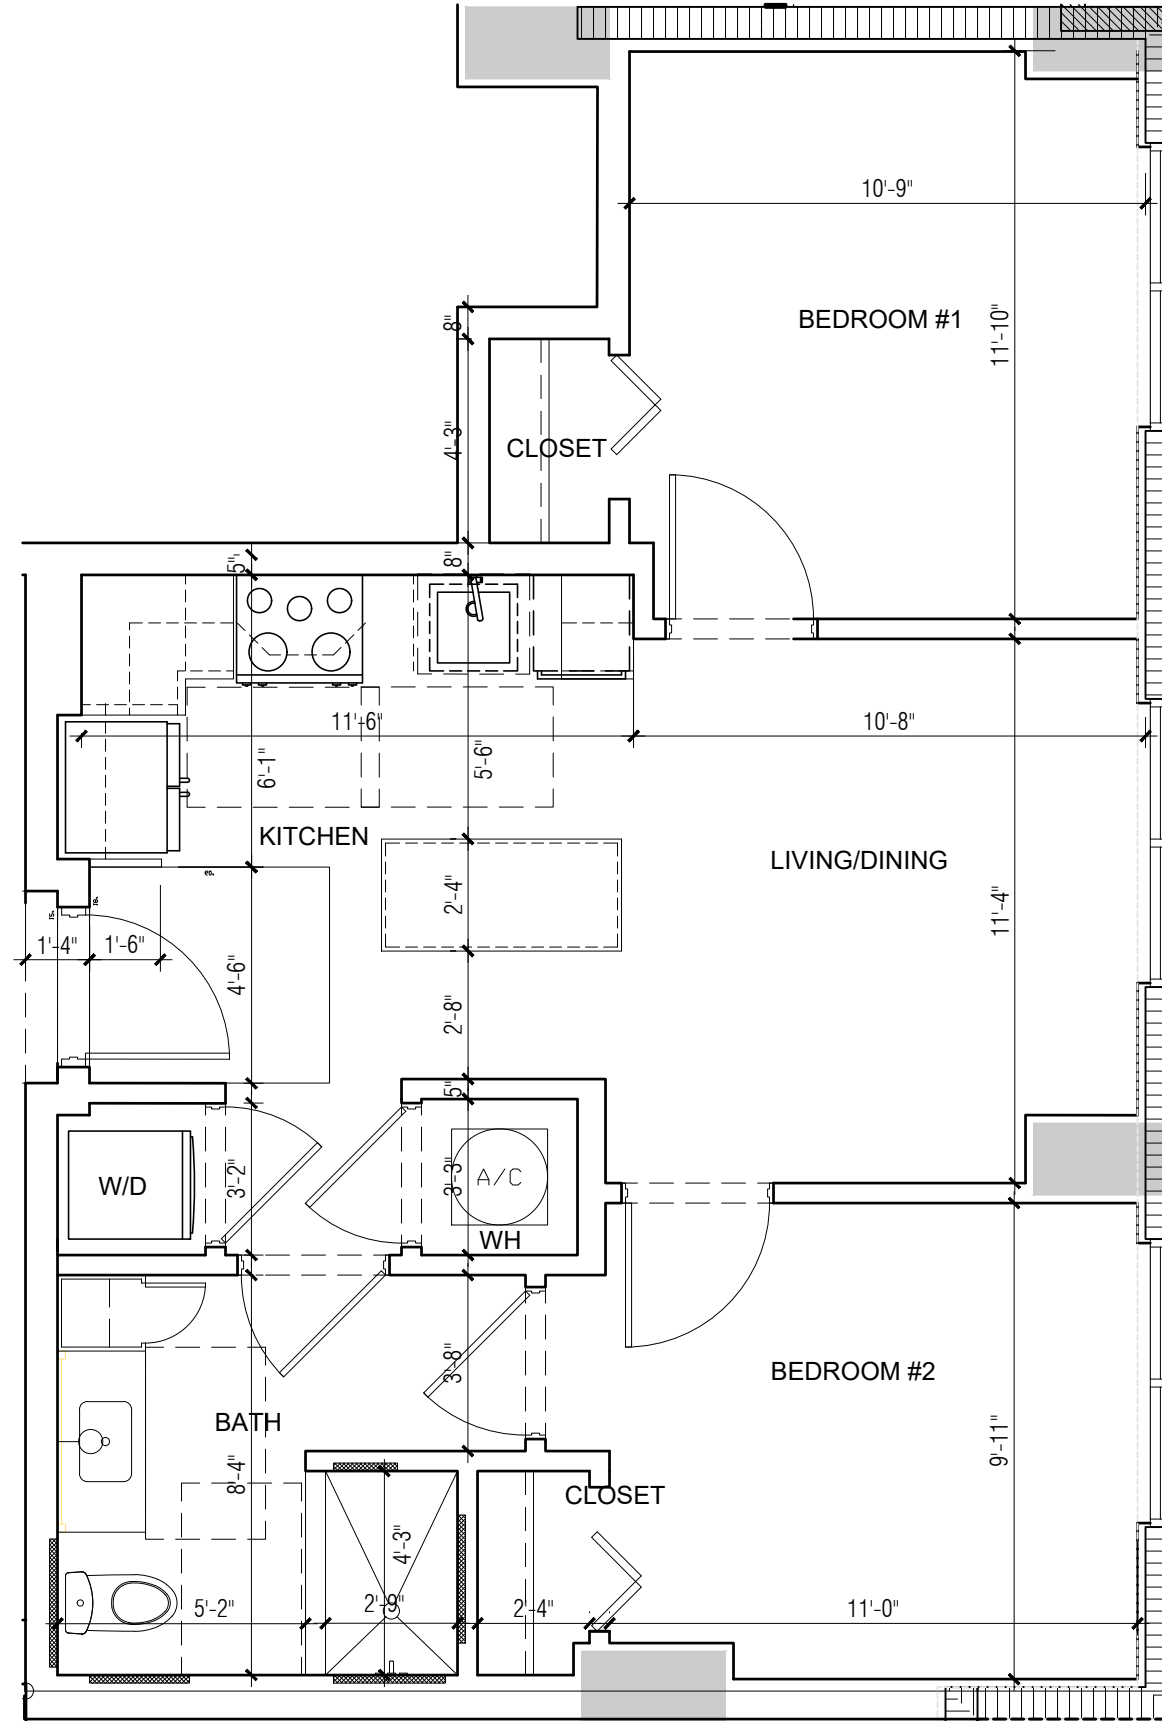 10'-9"
BEDROOM #1
11'-10"
8"
4'-3"
CLOSET
8"
5"
11'-6"
10'-8"
6'-1"
5'-6"
KITCHEN
LIVING/DINING
2'-4"
11'-4"
1'-4"
1'-6"
4'-6"
2'-8"
5"
W/D
3'-2"
3'-3"
A/C
WH
3'-8"
BEDROOM #2
BATH
9'-11"
8'-4"
CLOSET
4'-3"
5'-2"
2'-9"
2'-4"
11'-0"